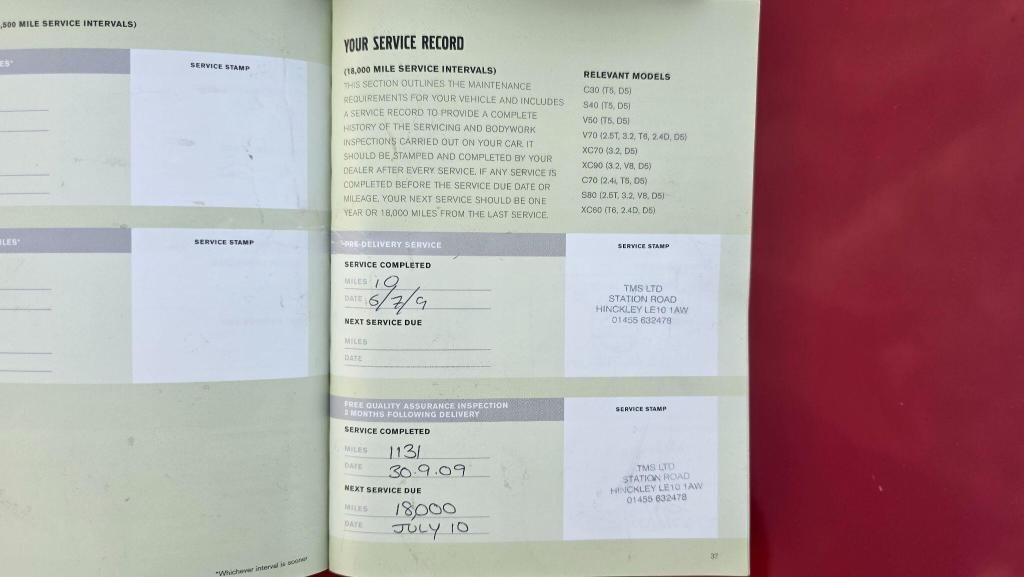 ,500 MILE SERVICE INTERVALS)
ES*
SERVICE STAMP
ILES*
SERVICE STAMP
*Whichever interval is sooner
YOUR SERVICE RECORD
(18,000 MILE SERVICE INTERVALS)
THIS SECTION OUTLINES THE MAINTENANCE
REQUIREMENTS FOR YOUR VEHICLE AND INCLUDES
A SERVICE RECORD TO PROVIDE A COMPLETE
HISTORY OF THE SERVICING AND BODYWORK
INSPECTIONS CARRIED OUT ON YOUR CAR. IT
SHOULD BE STAMPED AND COMPLETED BY YOUR
DEALER AFTER EVERY SERVICE. IF ANY SERVICE IS
COMPLETED BEFORE THE SERVICE DUE DATE OR
MILEAGE, YOUR NEXT SERVICE SHOULD BE ONE
YEAR OR 18,000 MILES FROM THE LAST SERVICE.
RELEVANT MODELS
C30 (T5, D5)
S40 (T5, D5)
V50 (T5, D5)
V70 (2.5T, 3.2, T6, 2.4D, D5)
XC70 (3.2, D5)
XC90 (3.2, V8, D5)
C70 (2.4i, T5, D5)
S80 (2.5T, 3.2, V8, D5)
XC60 (T6, 2.4D, D5)
PRE-DELIVERY SERVICE
SERVICE COMPLETED
MILES 19
DATE 6/7/9
NEXT SERVICE DUE
MILES
DATE
SERVICE STAMP
TMS LTD
STATION ROAD
HINCKLEY LE10 1AW
01455 632478
FREE QUALITY ASSURANCE INSPECTION
3 MONTHS FOLLOWING DELIVERY
SERVICE COMPLETED
MILES 1131
DATE 30.9.09
NEXT SERVICE DUE
MILES 18,000
DATE JULY 10
SERVICE STAMP
TMS LTD
STATION ROAD
HINCKLEY LE10 1AW
01455 632478
37